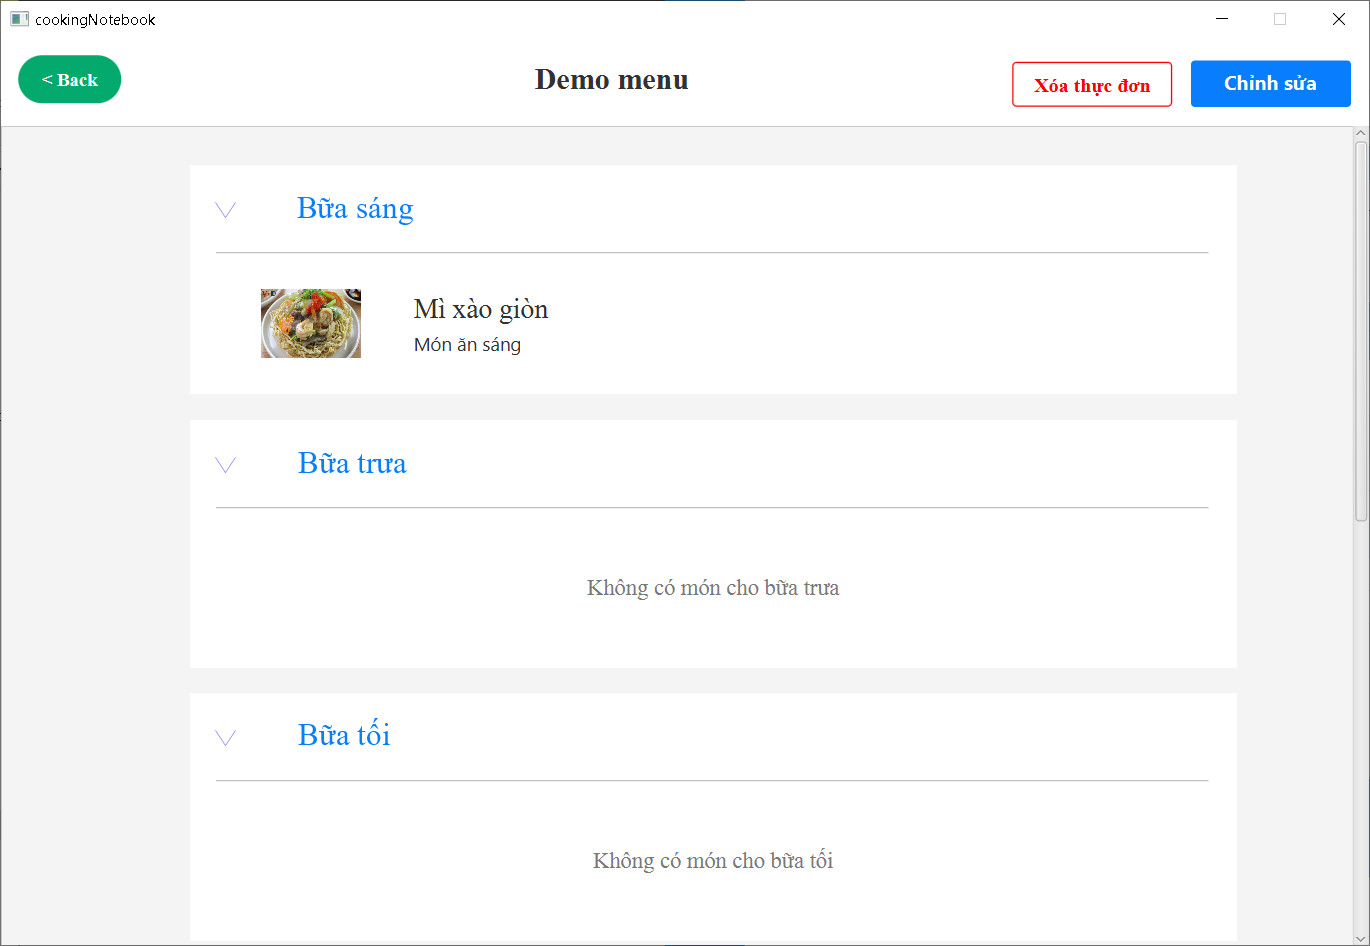 cookingNotebook
< Back
Demo menu
Xóa thực đơn
Chỉnh sửa
Bữa sáng
Mì xào giòn
Món ăn sáng
Bữa trưa
Không có món cho bữa trưa
Bữa tối
Không có món cho bữa tối